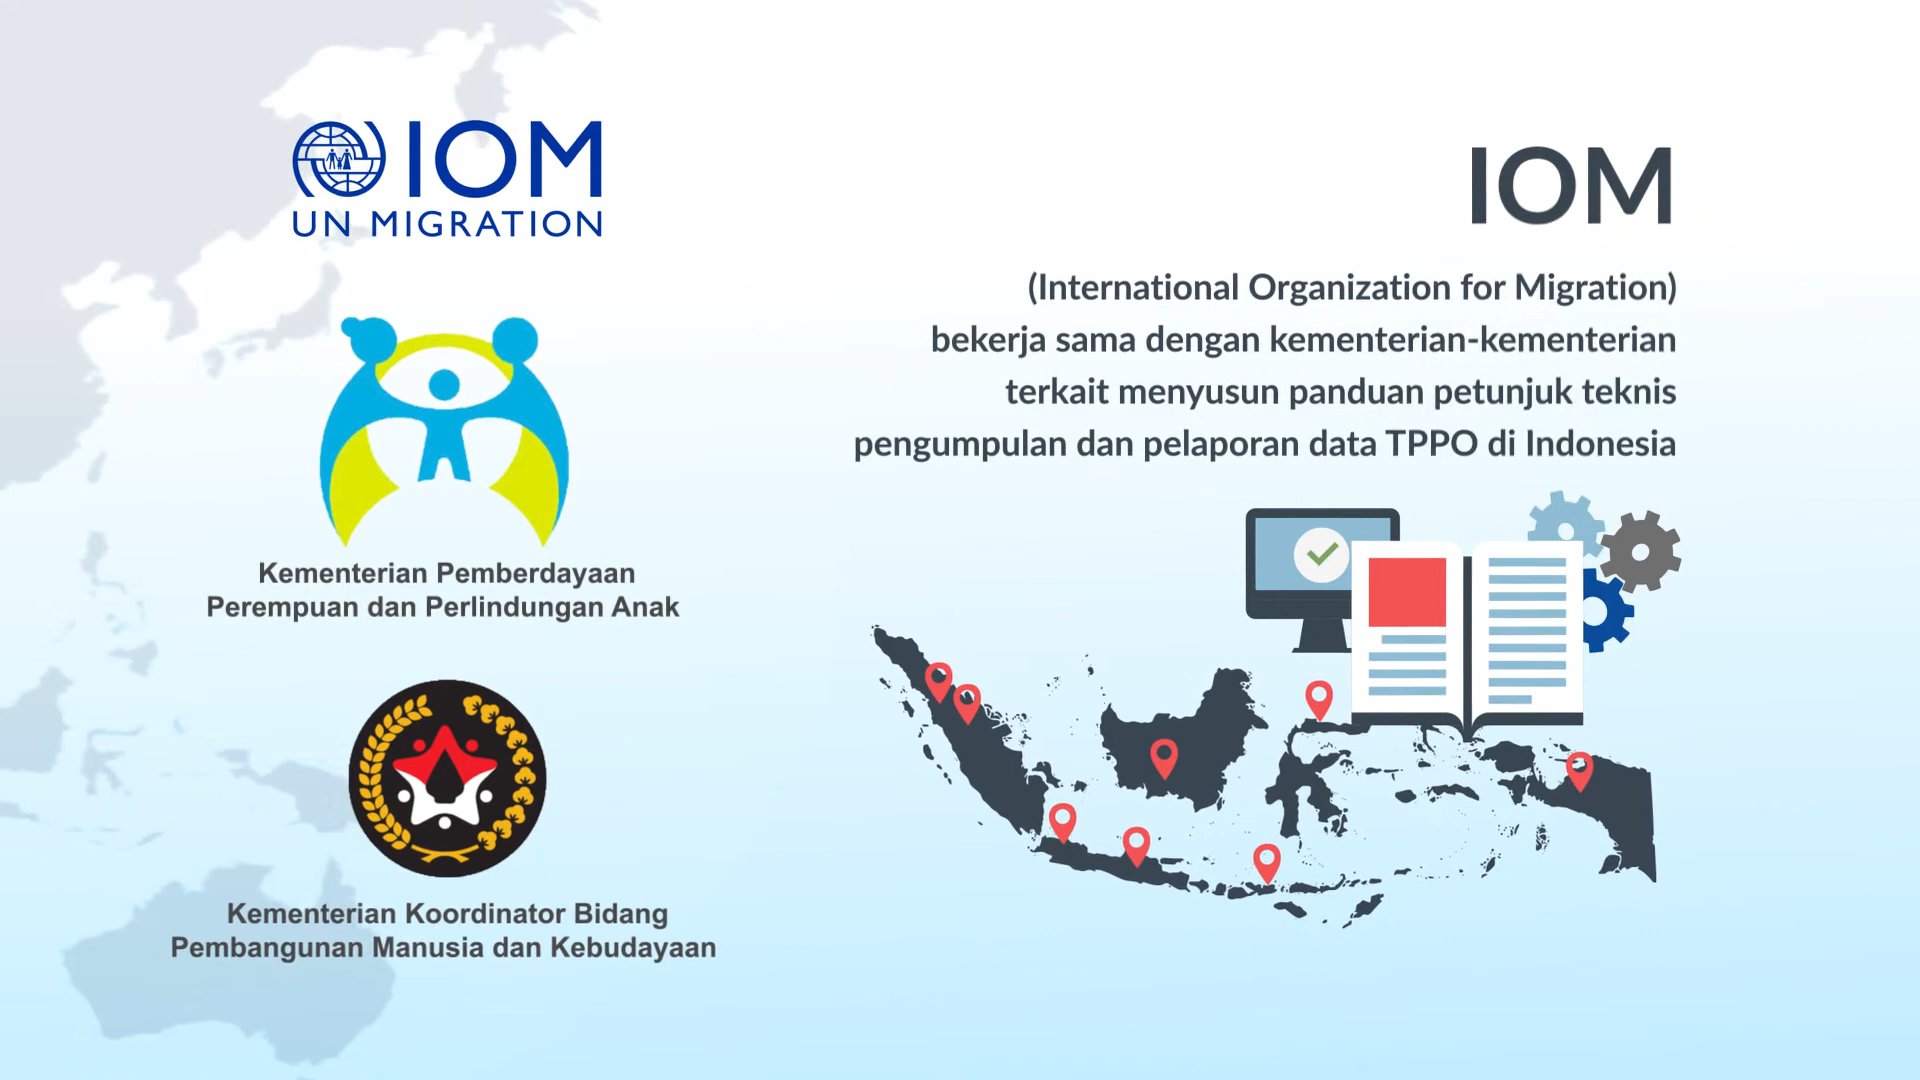 IOM
UN MIGRATION
Kementerian Pemberdayaan
Perempuan dan Perlindungan Anak
Kementerian Koordinator Bidang
Pembangunan Manusia dan Kebudayaan
IOM
(International Organization for Migration)
bekerja sama dengan kementerian-kementerian
terkait menyusun panduan petunjuk teknis
pengumpulan dan pelaporan data TPPO di Indonesia